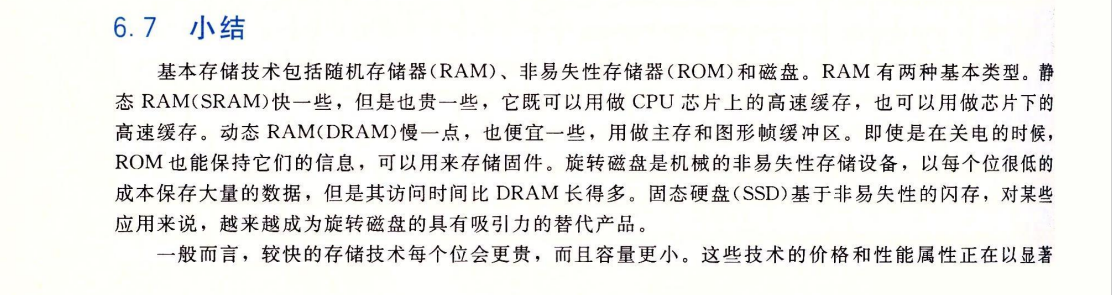 6.7 小结
基本存储技术包括随机存储器(RAM)、非易失性存储器(ROM)和磁盘。RAM 有两种基本类型。静
态 RAM(SRAM)快一些，但是也贵一些，它既可以用做 CPU 芯片上的高速缓存，也可以用做芯片下的
高速缓存。动态 RAM(DRAM)慢一点，也便宜一些，用做主存和图形帧缓冲区。即使是在关电的时候，
ROM 也能保持它们的信息，可以用来存储固件。旋转磁盘是机械的非易失性存储设备，以每个位很低的
成本保存大量的数据，但是其访问时间比 DRAM 长得多。固态硬盘(SSD)基于非易失性的闪存，对某些
应用来说，越来越成为旋转磁盘的具有吸引力的替代产品。
一般而言，较快的存储技术每个位会更贵，而且容量更小。这些技术的价格和性能属性正在以显著